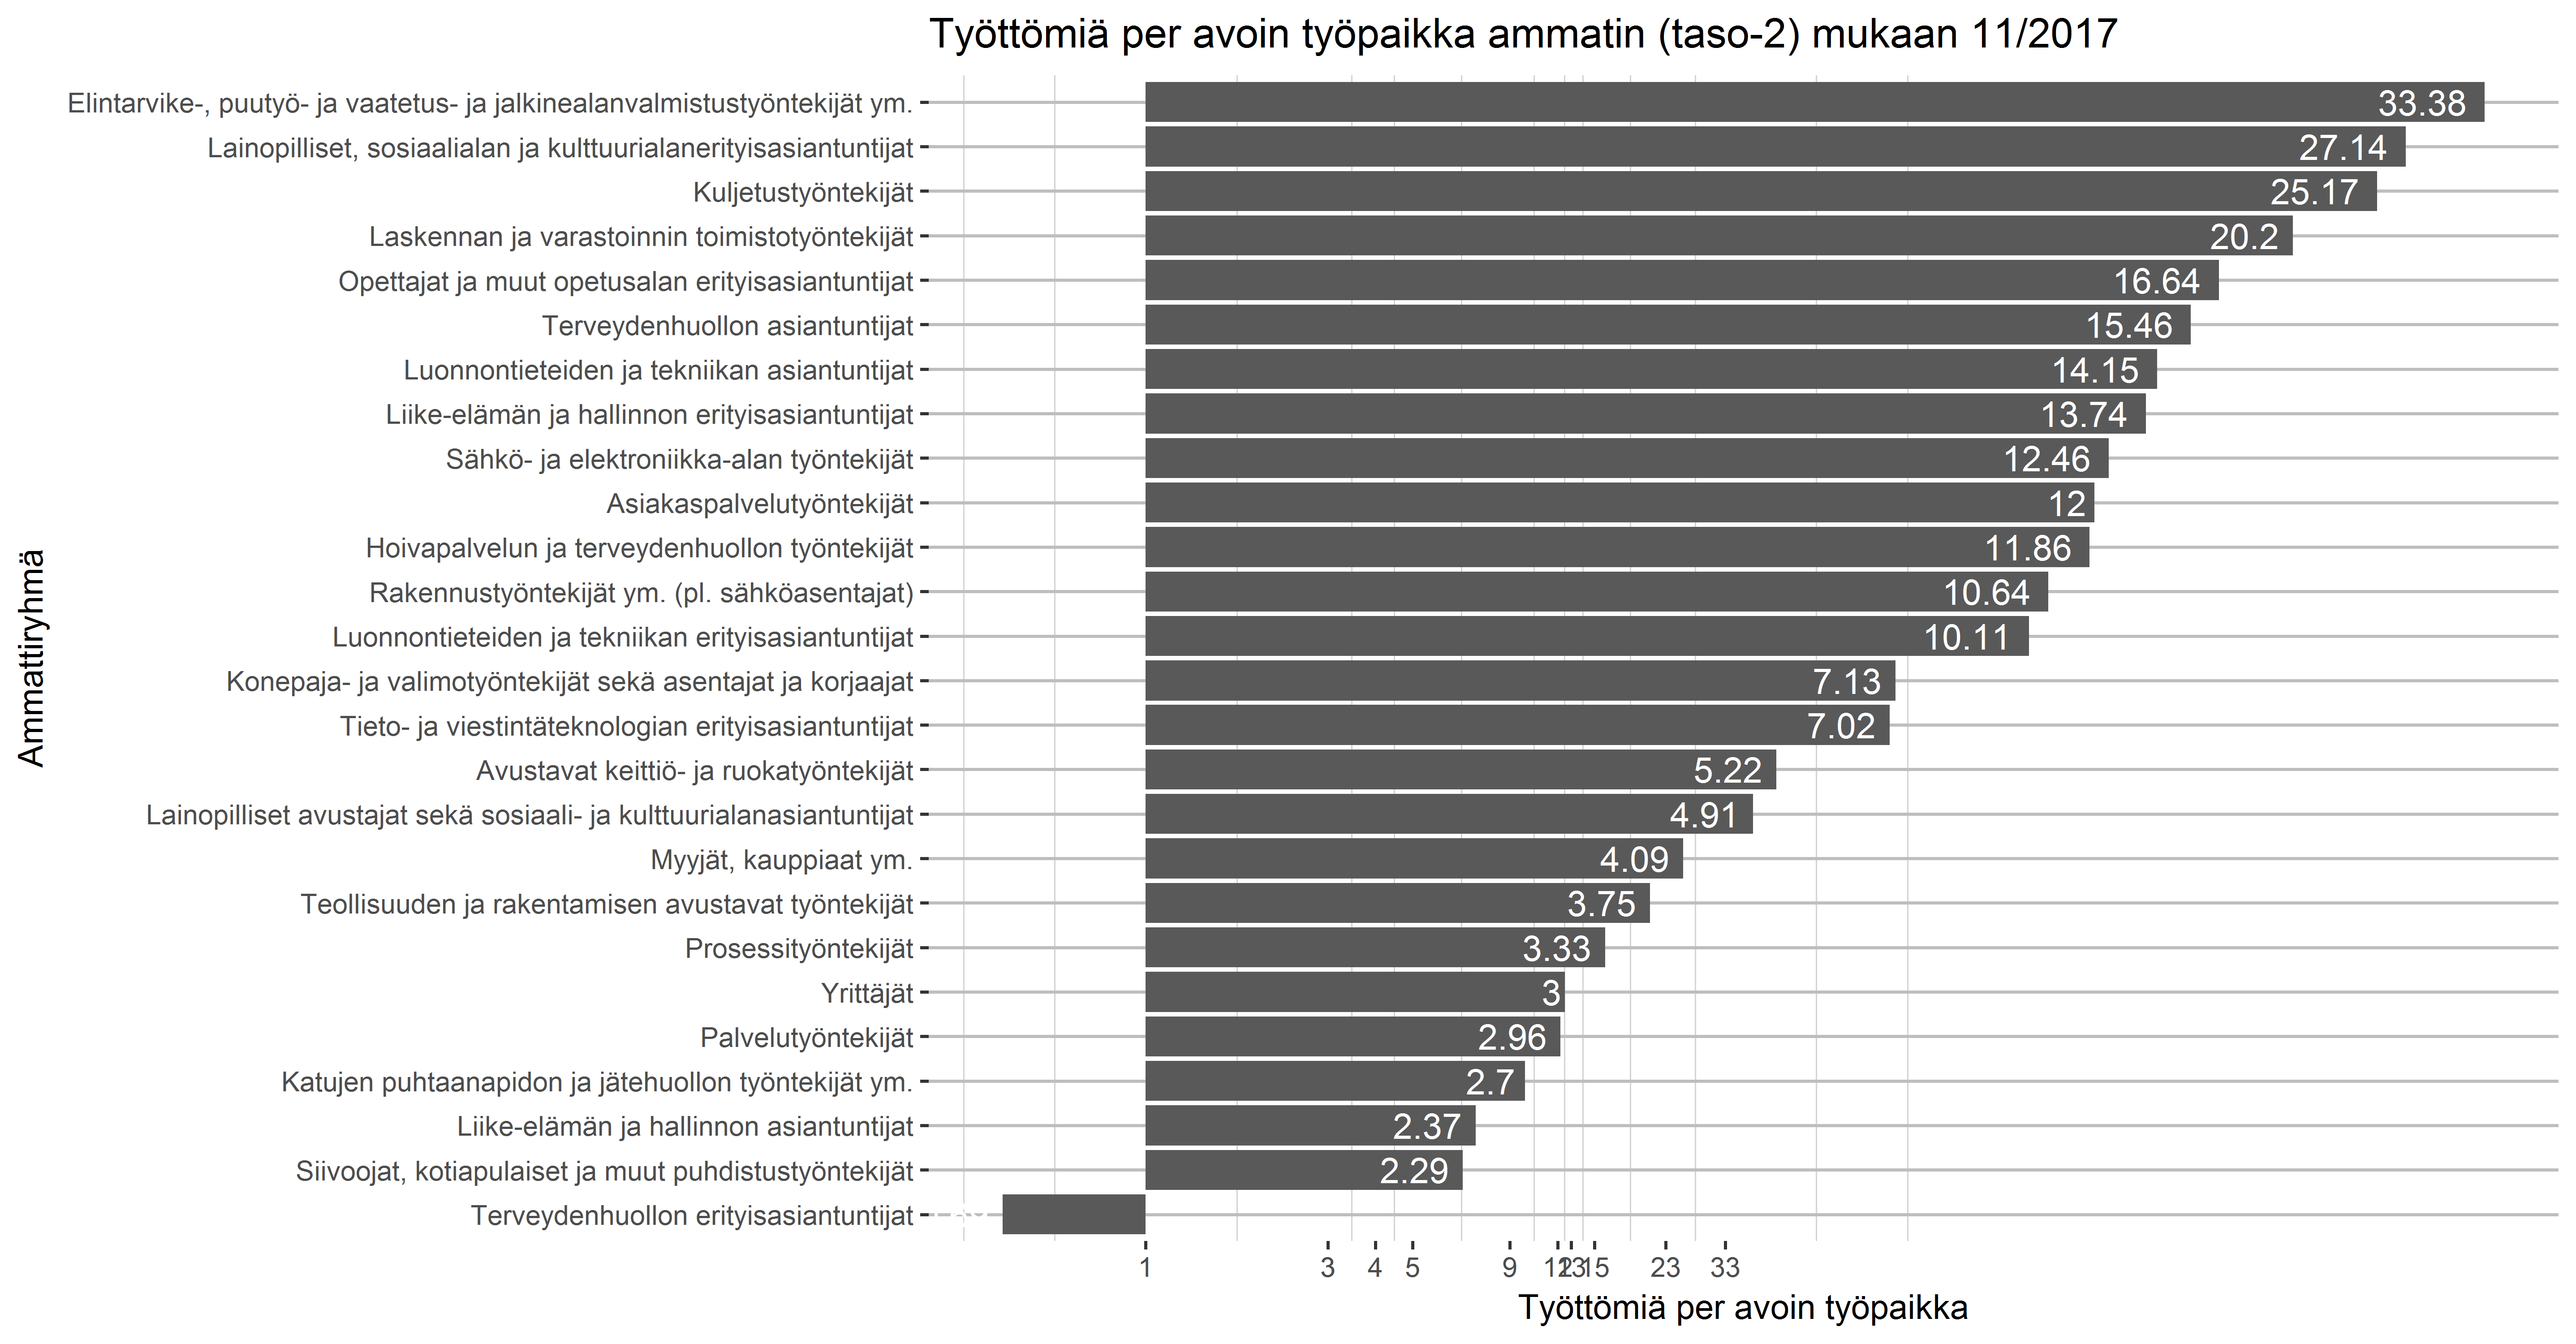 Työttömiä per avoin työpaikka ammatin (taso-2) mukaan 11/2017
Ammattiryhmä
Elintarvike-, puutyö- ja vaatetus- ja jalkinealanvalmistustyöntekijät ym. 33.38
Lainopilliset, sosiaalialan ja kulttuurialanerityisasiantuntijat 27.14
Kuljetustyöntekijät 25.17
Laskennan ja varastoinnin toimistotyöntekijät 20.2
Opettajat ja muut opetusalan erityisasiantuntijat 16.64
Terveydenhuollon asiantuntijat 15.46
Luonnontieteiden ja tekniikan asiantuntijat 14.15
Liike-elämän ja hallinnon erityisasiantuntijat 13.74
Sähkö- ja elektroniikka-alan työntekijät 12.46
Asiakaspalvelutyöntekijät 12
Hoivapalvelun ja terveydenhuollon työntekijät 11.86
Rakennustyöntekijät ym. (pl. sähköasentajat) 10.64
Luonnontieteiden ja tekniikan erityisasiantuntijat 10.11
Konepaja- ja valimotyöntekijät sekä asentajat ja korjaajat 7.13
Tieto- ja viestintäteknologian erityisasiantuntijat 7.02
Avustavat keittiö- ja ruokatyöntekijät 5.22
Lainopilliset avustajat sekä sosiaali- ja kulttuurialanasiantuntijat 4.91
Myyjät, kauppiaat ym. 4.09
Teollisuuden ja rakentamisen avustavat työntekijät 3.75
Prosessityöntekijät 3.33
Yrittäjät 3
Palvelutyöntekijät 2.96
Katujen puhtaanapidon ja jätehuollon työntekijät ym. 2.7
Liike-elämän ja hallinnon asiantuntijat 2.37
Siivoojat, kotiapulaiset ja muut puhdistustyöntekijät 2.29
Terveydenhuollon erityisasiantuntijat
1 3 4 5 9 12 13 15 23 33
Työttömiä per avoin työpaikka